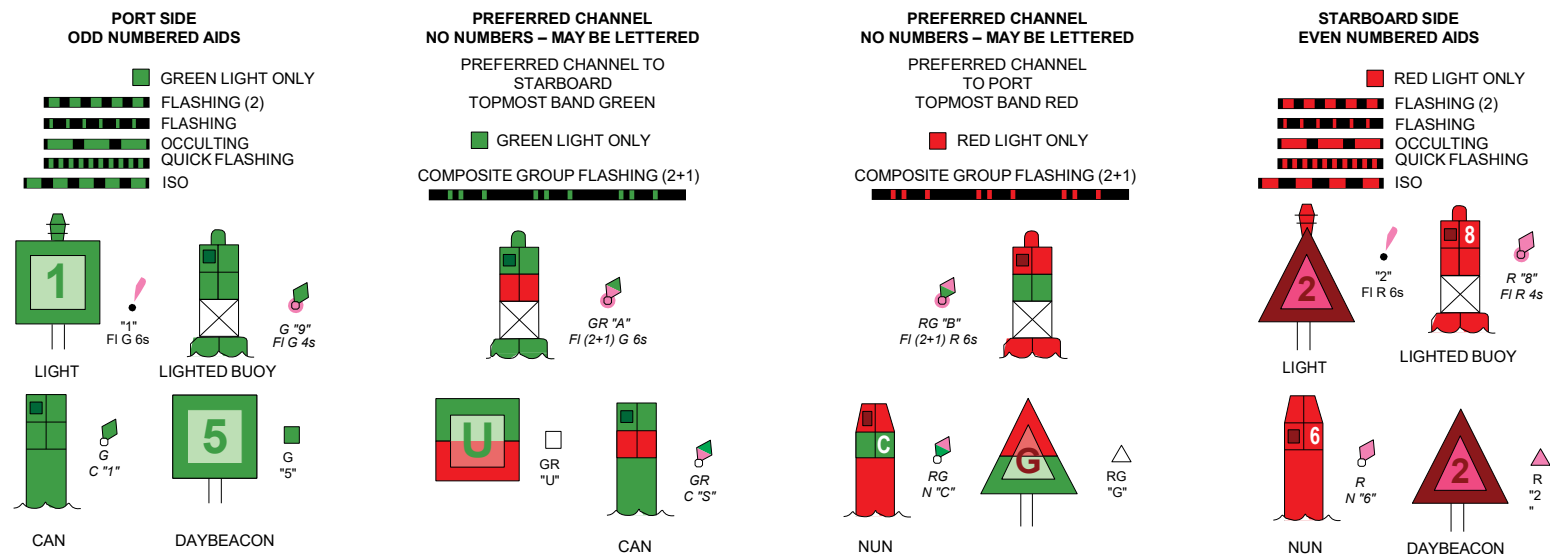 PORT SIDE
ODD NUMBERED AIDS
GREEN LIGHT ONLY
FLASHING (2)
FLASHING
OCCULTING
QUICK FLASHING
ISO
1
"1"
Fl G 6s
G "9"
Fl G 4s
LIGHT
LIGHTED BUOY
G
C "1"
5
G
"5"
CAN
DAYBEACON
PREFERRED CHANNEL
NO NUMBERS – MAY BE LETTERED
PREFERRED CHANNEL TO
STARBOARD
TOPMOST BAND GREEN
GREEN LIGHT ONLY
COMPOSITE GROUP FLASHING (2+1)
GR "A"
Fl (2+1) G 6s
U
GR
"U"
GR
C "S"
CAN
PREFERRED CHANNEL
NO NUMBERS – MAY BE LETTERED
PREFERRED CHANNEL
TO PORT
TOPMOST BAND RED
RED LIGHT ONLY
COMPOSITE GROUP FLASHING (2+1)
RG "B"
Fl (2+1) R 6s
C
RG
N "C"
G
RG
"G"
NUN
STARBOARD SIDE
EVEN NUMBERED AIDS
RED LIGHT ONLY
FLASHING (2)
FLASHING
OCCULTING
QUICK FLASHING
ISO
2
"2"
Fl R 6s
8
R "8"
Fl R 4s
LIGHT
LIGHTED BUOY
6
R
N "6"
2
R
"2
"
NUN
DAYBEACON